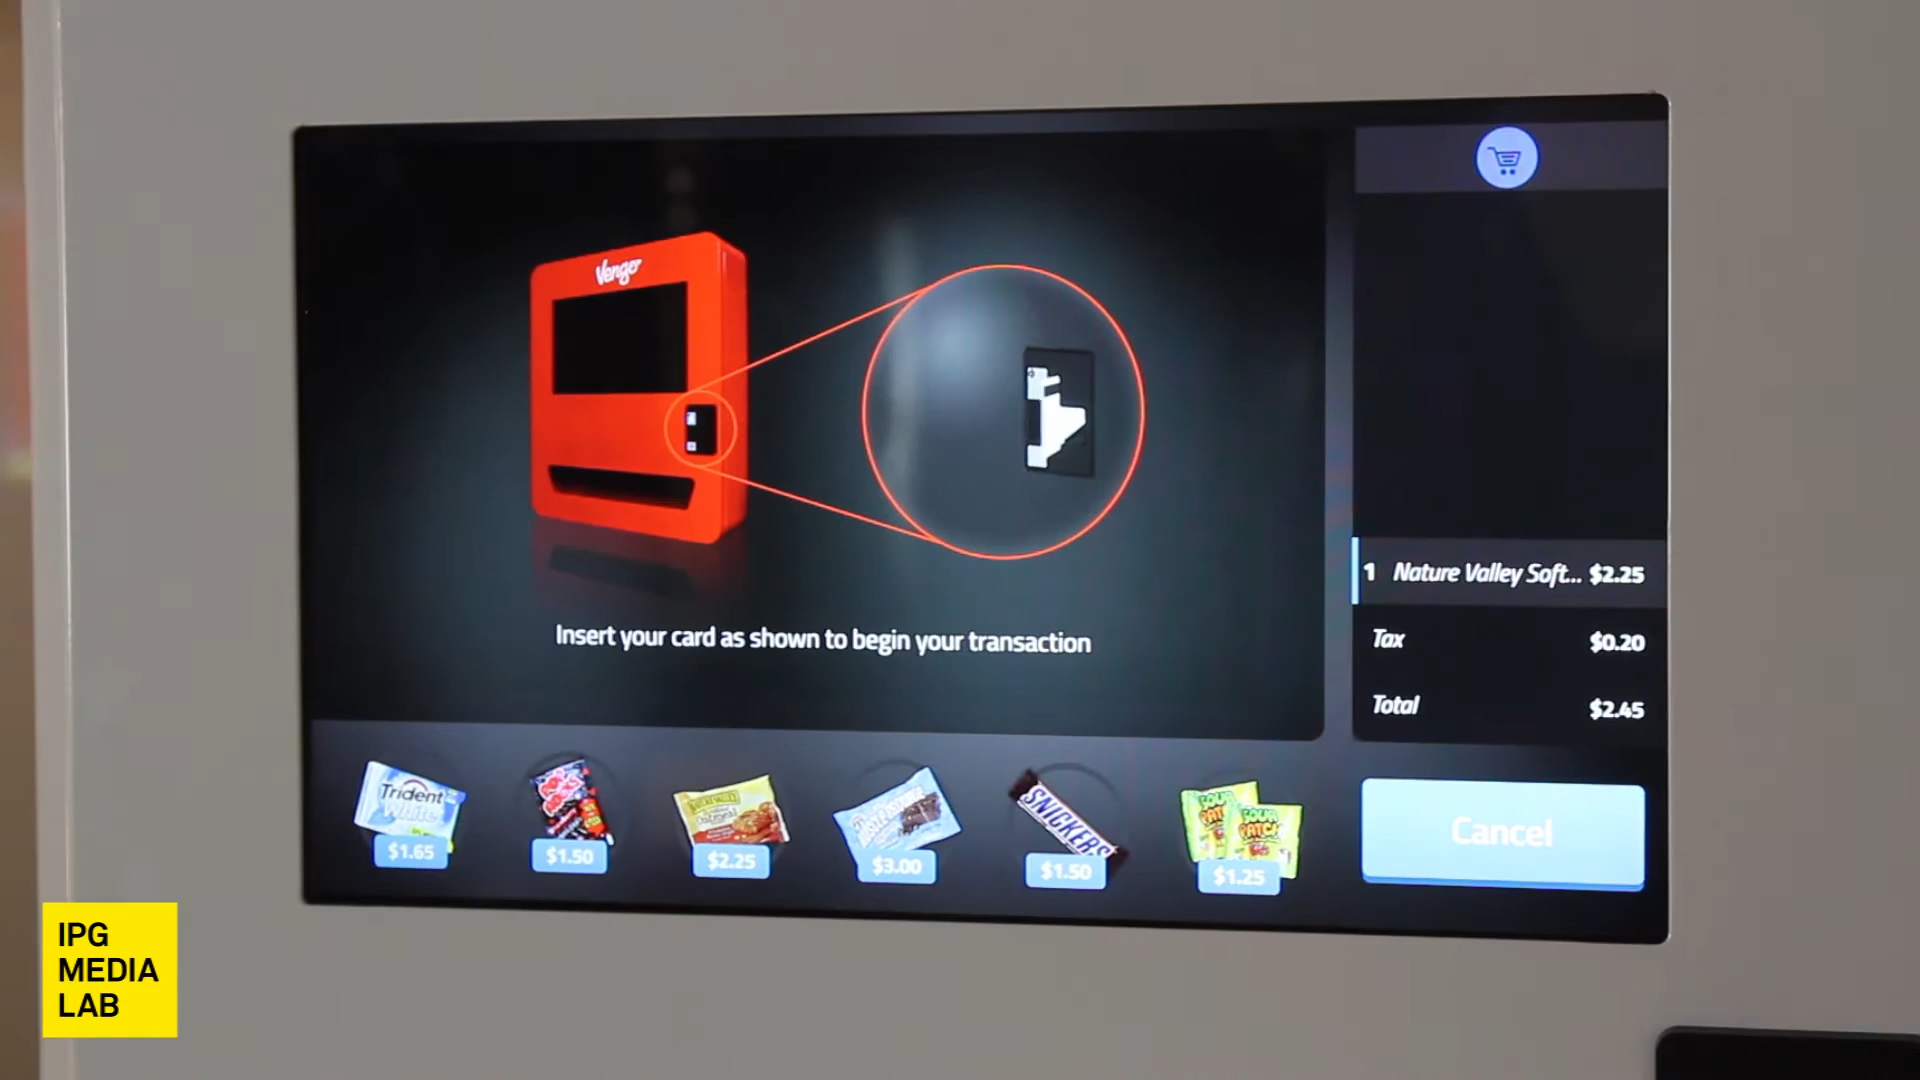 Vengo
Insert your card as shown to begin your transaction
1 Nature Valley Soft... $2.25
Tax $0.20
Total $2.45
Trident
White
$1.65
$1.50
$2.25
$3.00
SNICKERS
$1.50
SOUR
PATCH
SOUR
PATCH
$1.25
Cancel
IPG
MEDIA
LAB